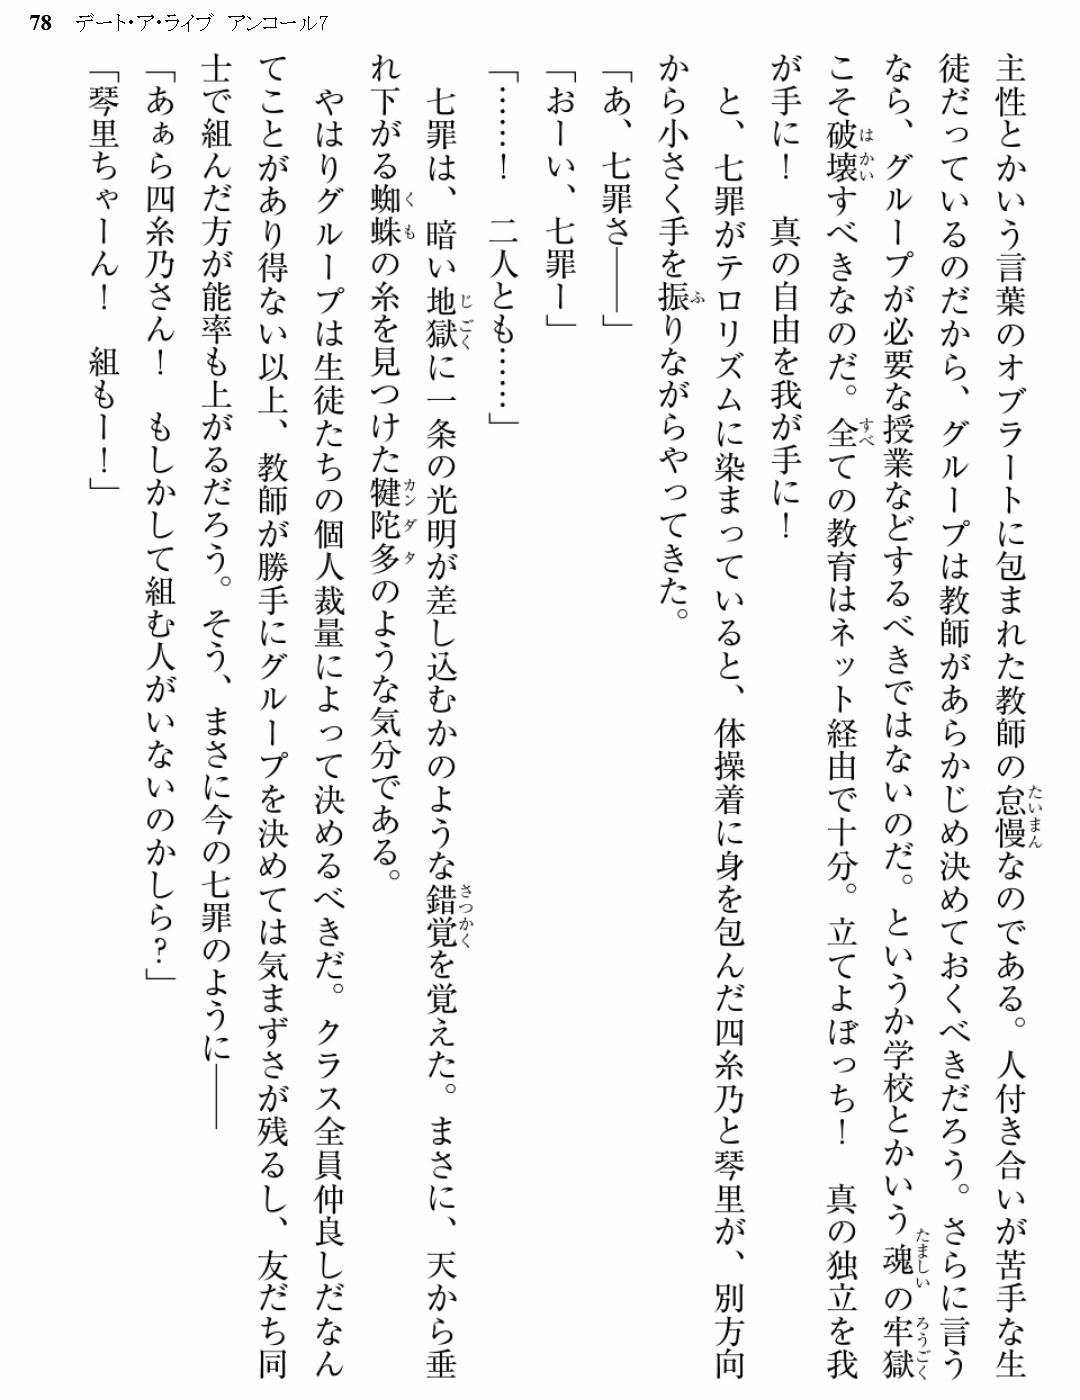 78 デート・ア・ライブ アンコール7
主性とかいう言葉のオブラートに包まれた教師の怠慢なのである。人付き合いが苦手な生
徒だっているのだから、グループは教師があらかじめ決めておくべきだろう。さらに言う
なら、グループが必要な授業などするべきではないのだ。というか学校とかいう魂の牢獄
こそ破壊すべきなのだ。全ての教育はネット経由で十分。立てよぼっち！　真の独立を我
が手に！　真の自由を我が手に！
　と、七罪がテロリズムに染まっていると、体操着に身を包んだ四糸乃と琴里が、別方向
から小さく手を振りながらやってきた。
「あ、七罪さ――」
「おーい、七罪ー」
「……！　二人とも……」
　七罪は、暗い地獄に一条の光明が差し込むかのような錯覚を覚えた。まさに、天から垂
れ下がる蜘蛛の糸を見つけた犍陀多のような気分である。
　やはりグループは生徒たちの個人裁量によって決めるべきだ。クラス全員仲良しだなん
てことがあり得ない以上、教師が勝手にグループを決めては気まずさが残るし、友だち同
士で組んだ方が能率も上がるだろう。そう、まさに今の七罪のように――
「あぁら四糸乃さん！　もしかして組む人がいないのかしら？」
「琴里ちゃーん！　組もー！」